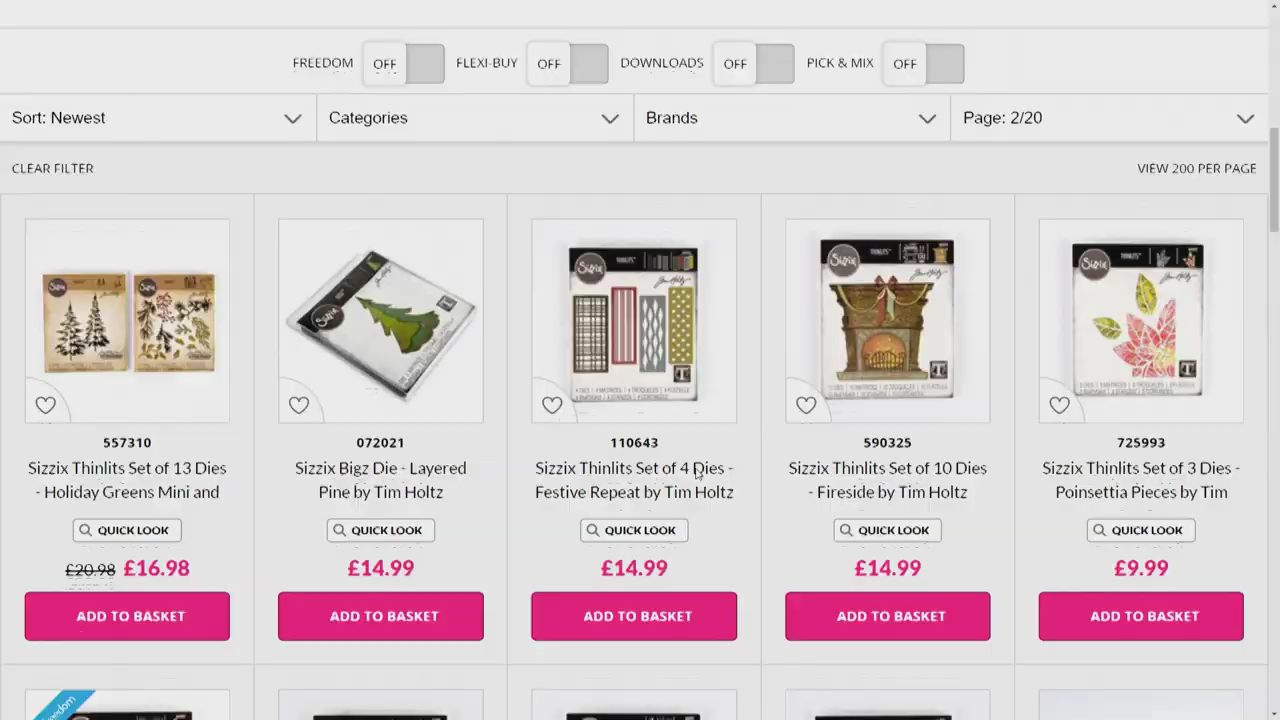 FREEDOM OFF FLEXI-BUY OFF DOWNLOADS OFF PICK & MIX OFF
Sort: Newest Categories Brands Page: 2/20
CLEAR FILTER VIEW 200 PER PAGE
Sizzix Sizzix Sizzix Sizzix Sizzix
557310 072021 110643 590325 725993
Sizzix Thinlits Set of 13 Dies
- Holiday Greens Mini and
Sizzix Bigz Die - Layered
Pine by Tim Holtz
Sizzix Thinlits Set of 4 Dies -
Festive Repeat by Tim Holtz
Sizzix Thinlits Set of 10 Dies
- Fireside by Tim Holtz
Sizzix Thinlits Set of 3 Dies -
Poinsettia Pieces by Tim
QUICK LOOK QUICK LOOK QUICK LOOK QUICK LOOK QUICK LOOK
£20.98 £16.98 £14.99 £14.99 £14.99 £9.99
ADD TO BASKET ADD TO BASKET ADD TO BASKET ADD TO BASKET ADD TO BASKET